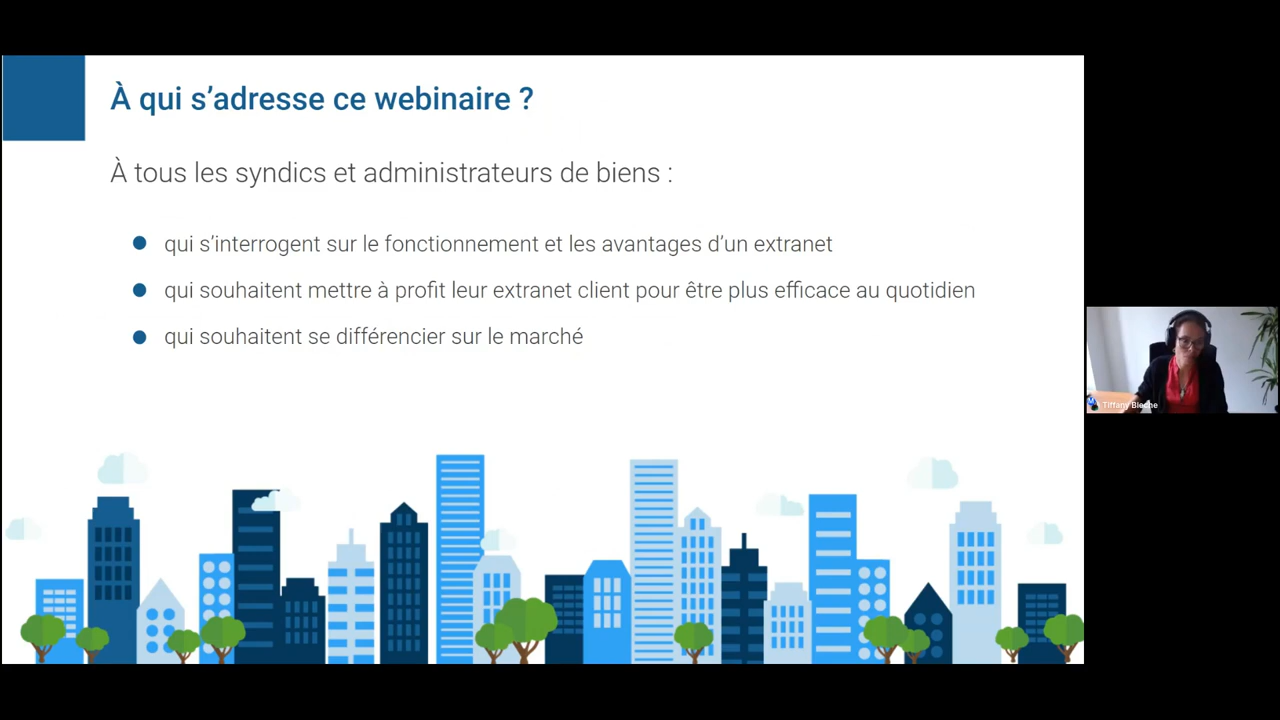 À qui s’adresse ce webinaire ?
À tous les syndics et administrateurs de biens :
qui s’interrogent sur le fonctionnement et les avantages d’un extranet
qui souhaitent mettre à profit leur extranet client pour être plus efficace au quotidien
qui souhaitent se différencier sur le marché
Tiffany